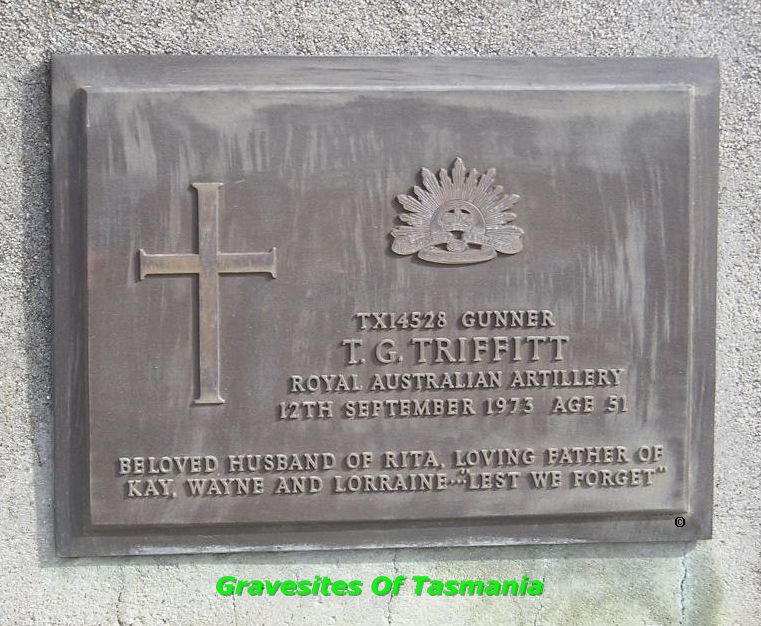 TX14528 GUNNER
T. G. TRIFFITT
ROYAL AUSTRALIAN ARTILLERY
12TH SEPTEMBER 1973 AGE 51
BELOVED HUSBAND OF RITA, LOVING FATHER OF
KAY, WAYNE AND LORRAINE. "LEST WE FORGET"
©
Gravesites Of Tasmania